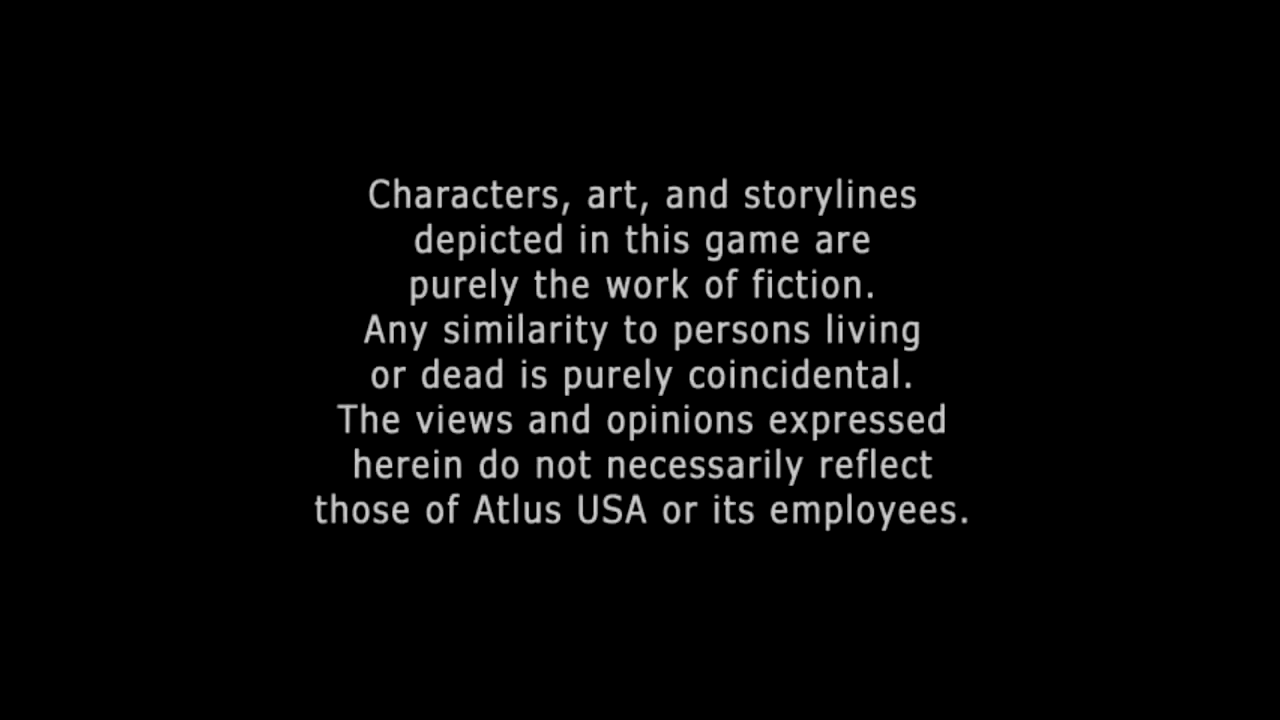 Characters, art, and storylines
depicted in this game are
purely the work of fiction.
Any similarity to persons living
or dead is purely coincidental.
The views and opinions expressed
herein do not necessarily reflect
those of Atlus USA or its employees.